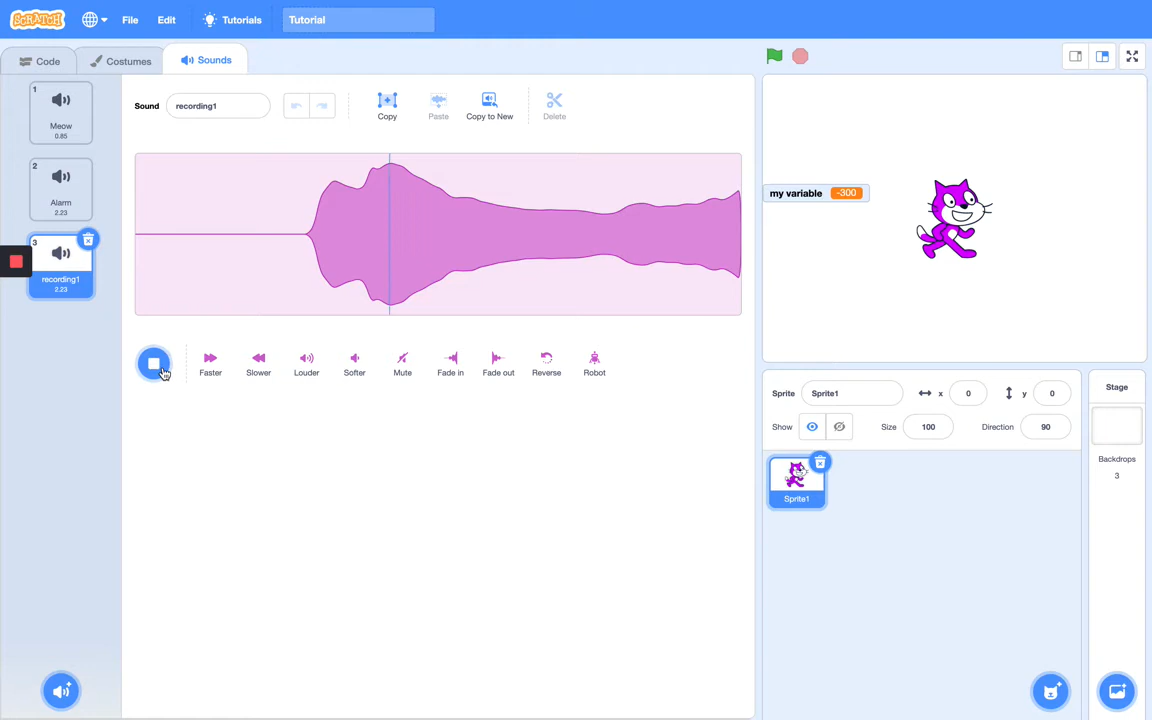 SCRATCH File Edit Tutorials Tutorial
Code Costumes Sounds
1
Meow
0.85
2
Alarm
2.23
3
recording1
2.23
Sound recording1 Copy Paste Copy to New Delete
Faster Slower Louder Softer Mute Fade in Fade out Reverse Robot
my variable -300
Sprite Sprite1 x 0 y 0
Show Size 100 Direction 90
Sprite1
Stage
Backdrops
3